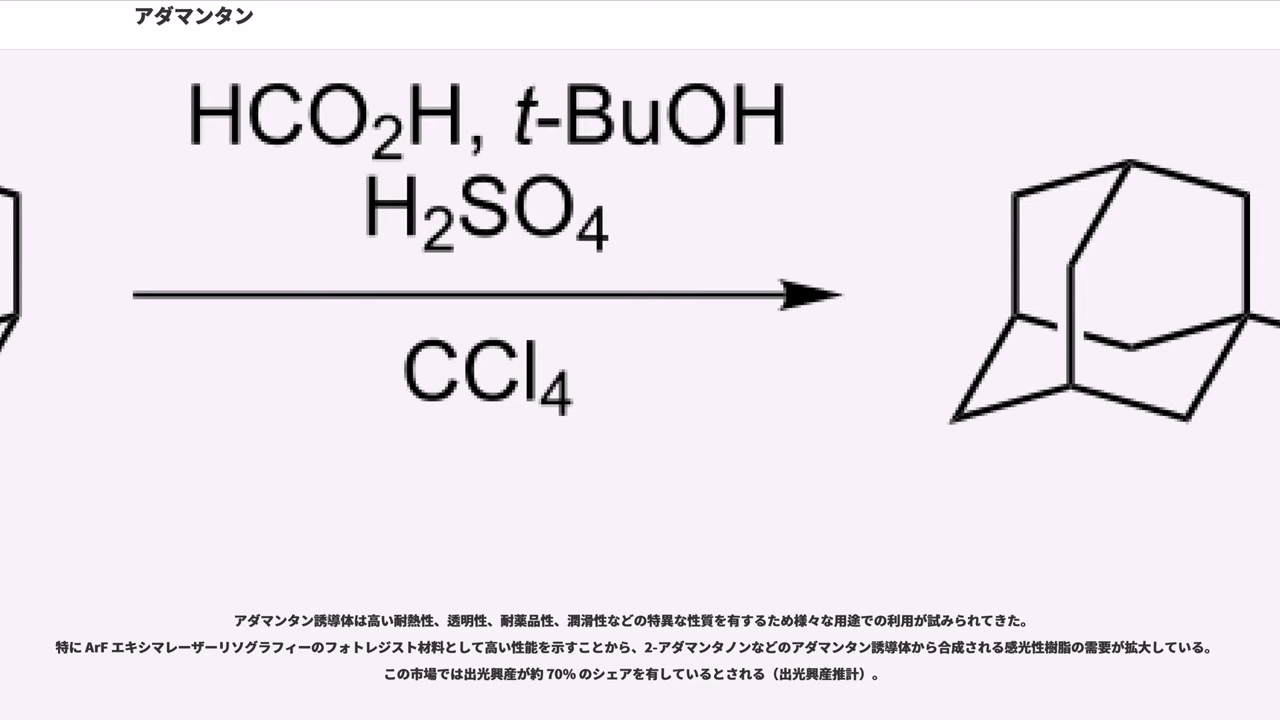 アダマンタン
HCO2H, t-BuOH
H2SO4
CCl4
アダマンタン誘導体は高い耐熱性、透明性、耐薬品性、潤滑性などの特異な性質を有するため様々な用途での利用が試みられてきた。
特に ArF エキシマレーザーリソグラフィーのフォトレジスト材料として高い性能を示すことから、2-アダマンタノンなどのアダマンタン誘導体から合成される感光性樹脂の需要が拡大している。
この市場では出光興産が約 70% のシェアを有しているとされる（出光興産推計）。